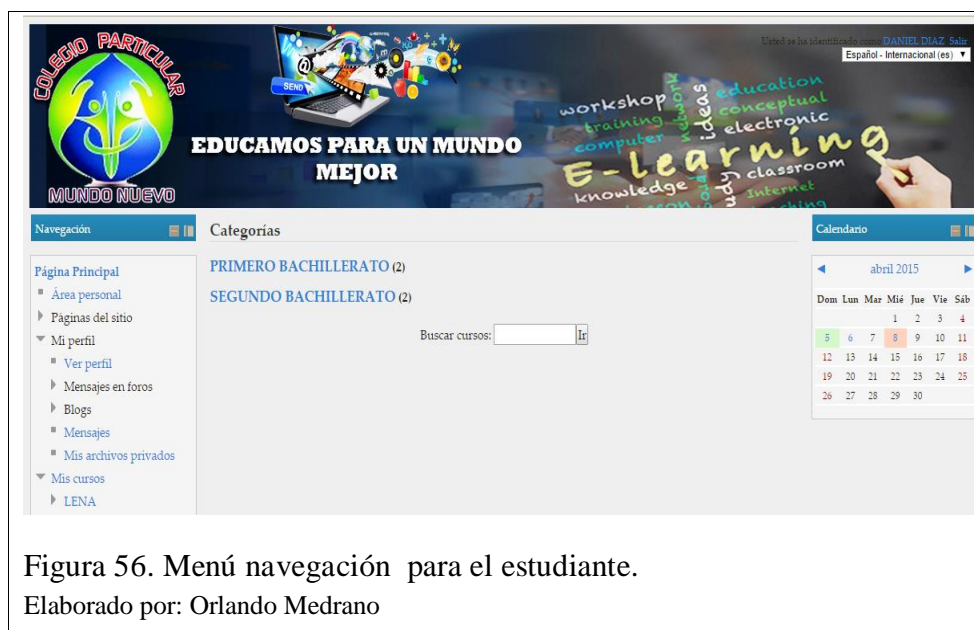 COLEGIO PARTICULAR
MUNDO NUEVO
SEND
EDUCAMOS PARA UN MUNDO
MEJOR
workshop
training
computer
network
ideas
education
conceptual
electronic
E-learning
knowledge
classroom
Internet
Usted se ha identificado como DANIEL DIAZ Salir
Español - Internacional (es)
Navegación
Página Principal
Área personal
Páginas del sitio
Mi perfil
Ver perfil
Mensajes en foros
Blogs
Mensajes
Mis archivos privados
Mis cursos
LENA
Categorías
PRIMERO BACHILLERATO (2)
SEGUNDO BACHILLERATO (2)
Buscar cursos: Ir
Calendario
abril 2015
Dom Lun Mar Mié Jue Vie Sáb
1 2 3 4
5 6 7 8 9 10 11
12 13 14 15 16 17 18
19 20 21 22 23 24 25
26 27 28 29 30
Figura 56. Menú navegación para el estudiante.
Elaborado por: Orlando Medrano